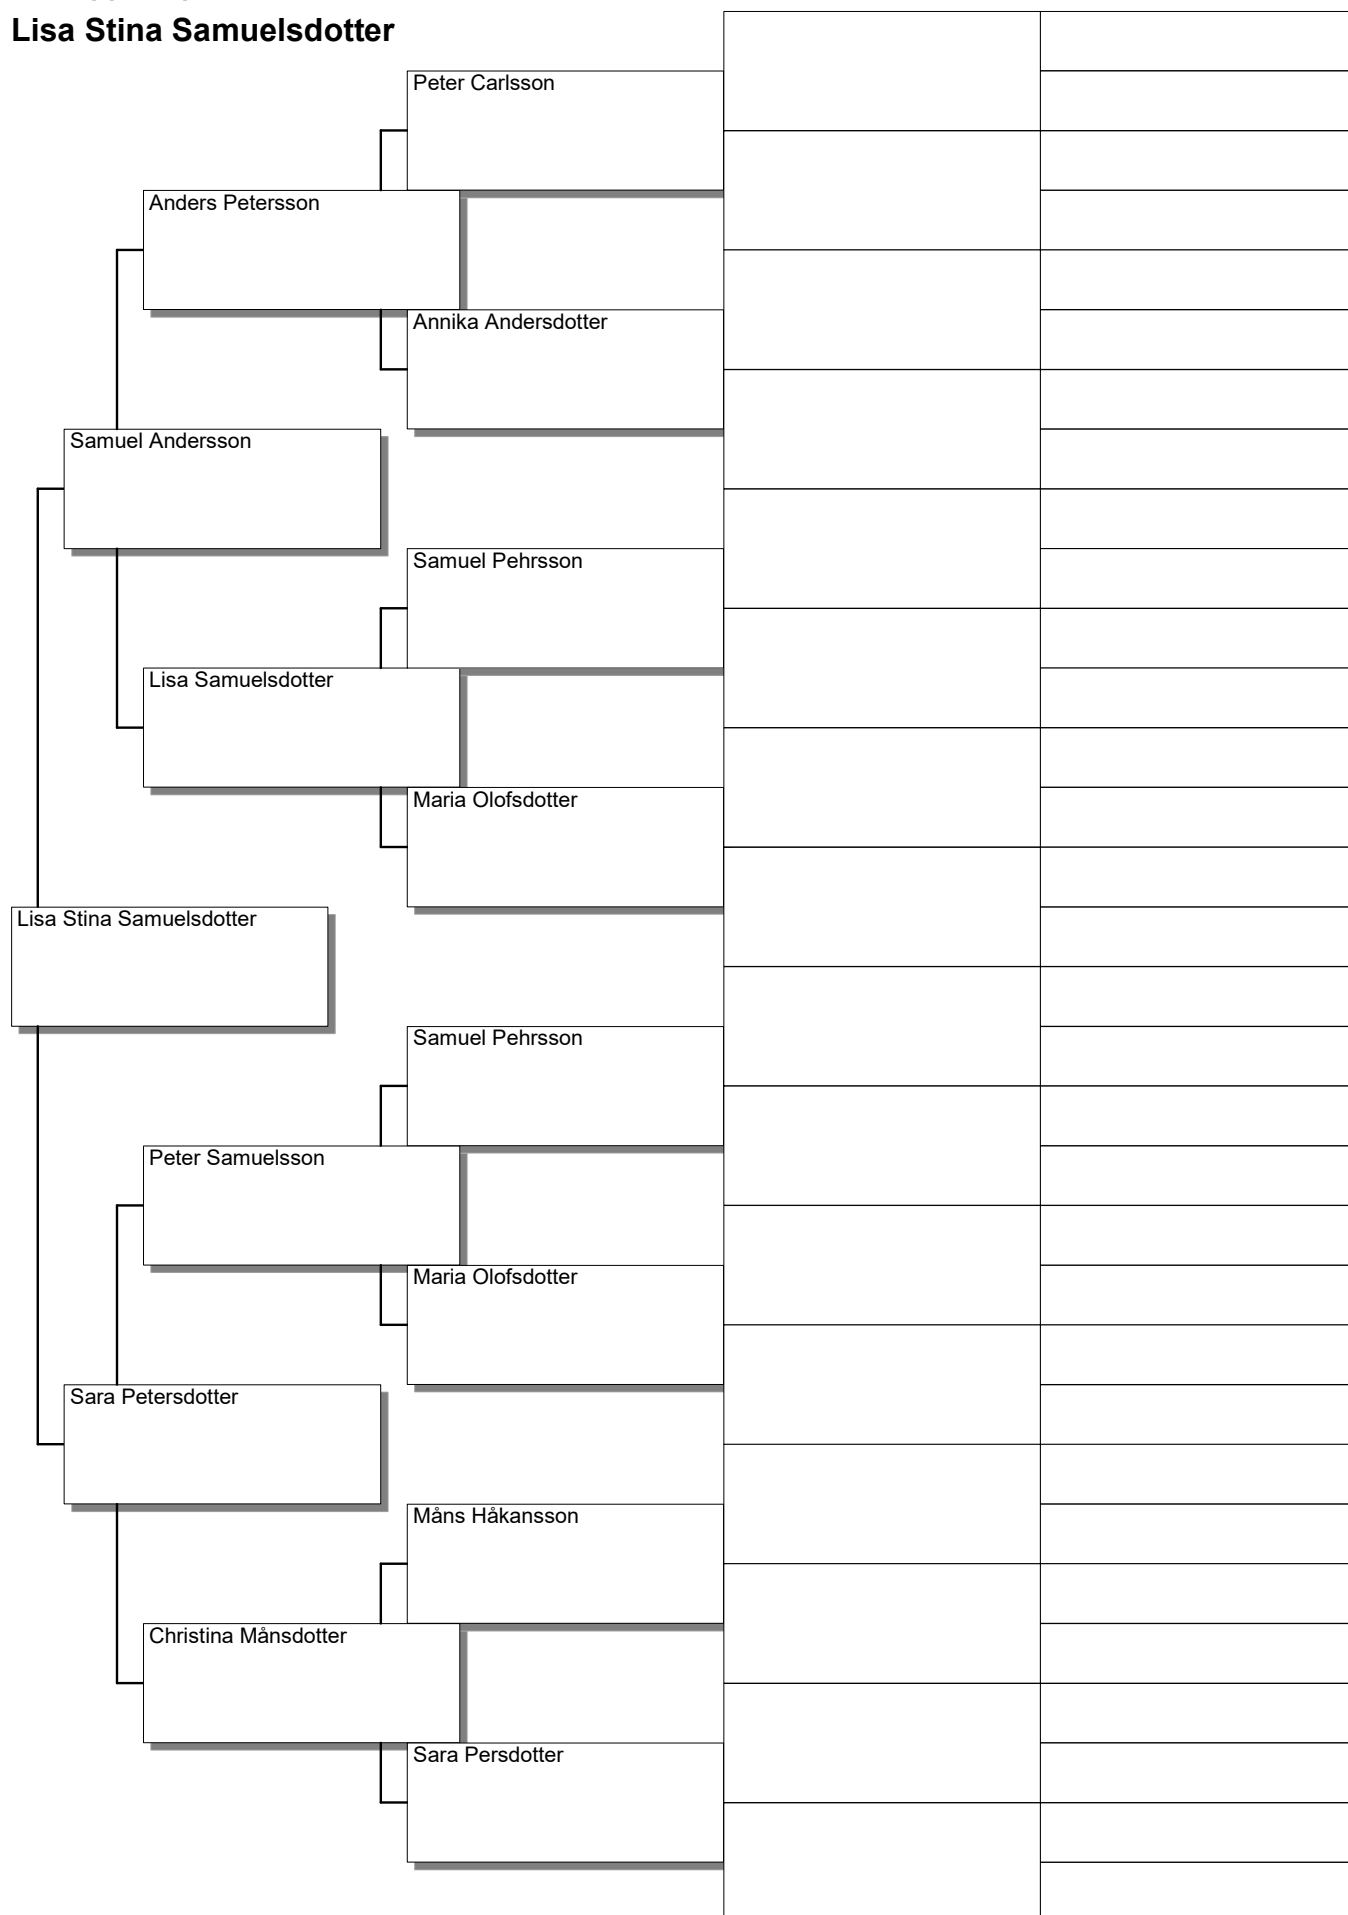 Lisa Stina Samuelsdotter
Peter Carlsson
Anders Petersson
Annika Andersdotter
Samuel Andersson
Samuel Pehrsson
Lisa Samuelsdotter
Maria Olofsdotter
Lisa Stina Samuelsdotter
Samuel Pehrsson
Peter Samuelsson
Maria Olofsdotter
Sara Petersdotter
Måns Håkansson
Christina Månsdotter
Sara Persdotter